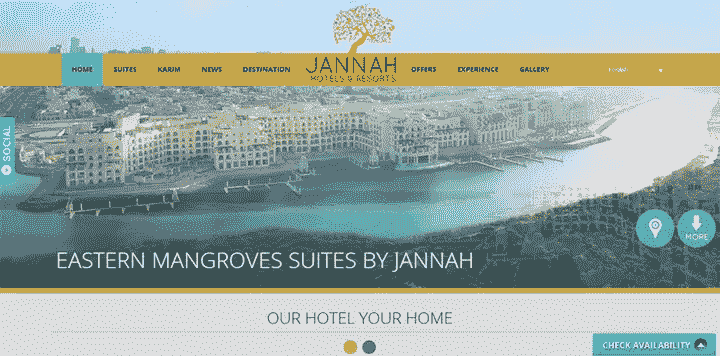 HOME SUITES KARIM NEWS DESTINATION JANNAH OFFERS EXPERIENCE GALLERY
HOTELS & RESORTS
SOCIAL
MORE
EASTERN MANGROVES SUITES BY JANNAH
OUR HOTEL YOUR HOME
CHECK AVAILABILITY